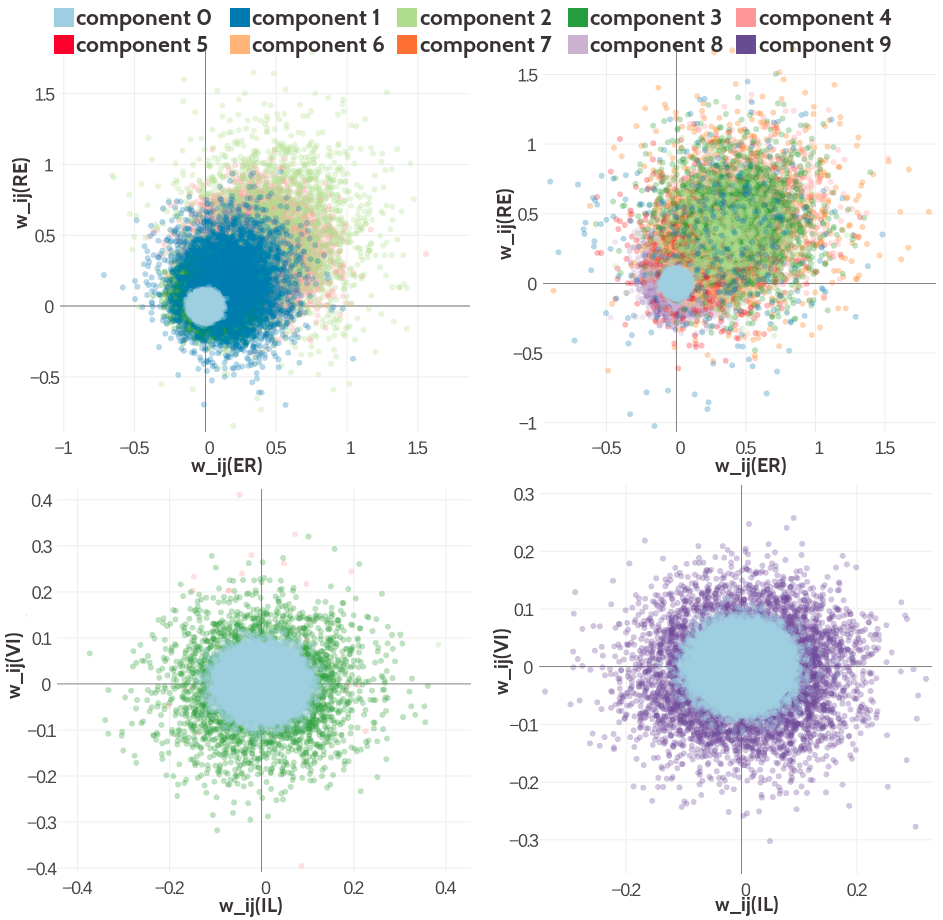 component 0 component 1 component 2 component 3 component 4
component 5 component 6 component 7 component 8 component 9
1.5
1
0.5
0
−0.5
w_ij(RE)
−1 −0.5 0 0.5 1 1.5
w_ij(ER)
1.5
1
0.5
0
−0.5
−1
w_ij(RE)
−0.5 0 0.5 1 1.5
w_ij(ER)
0.4
0.3
0.2
0.1
0
−0.1
−0.2
−0.3
−0.4
w_ij(VI)
−0.4 −0.2 0 0.2 0.4
w_ij(IL)
0.3
0.2
0.1
0
−0.1
−0.2
−0.3
w_ij(VI)
−0.2 0 0.2
w_ij(IL)